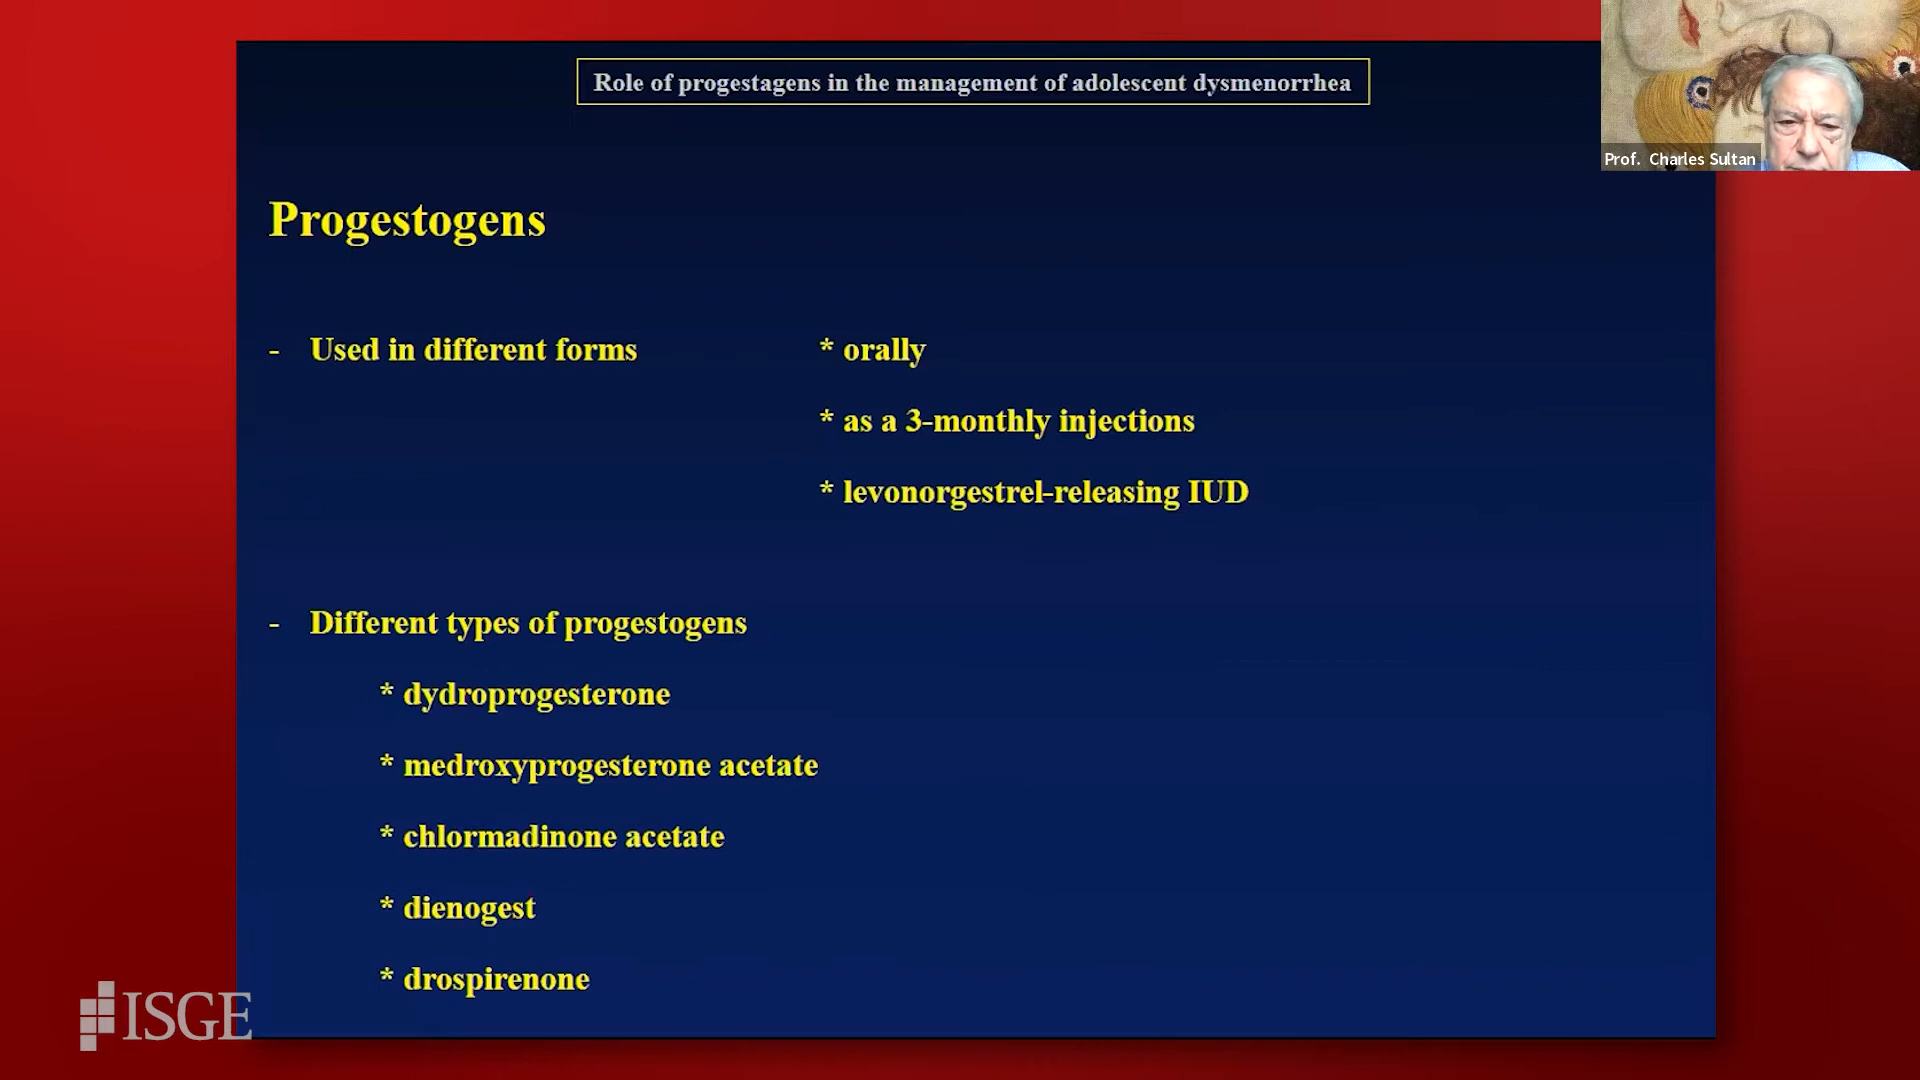 Role of progestagens in the management of adolescent dysmenorrhea
Prof. Charles Sultan
Progestogens
- Used in different forms * orally
* as a 3-monthly injections
* levonorgestrel-releasing IUD
- Different types of progestogens
* dydroprogesterone
* medroxyprogesterone acetate
* chlormadinone acetate
* dienogest
* drospirenone
ISGE